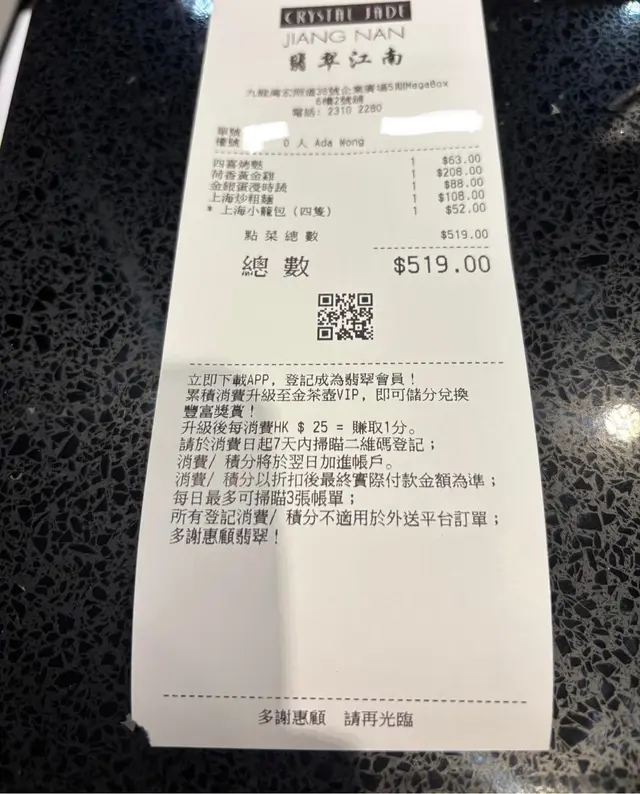 CRYSTAL JADE
JIANG NAN
翡翠江南
九龍灣宏照道38號企業廣場5期MegaBox
6樓2號舖
電話: 2310 2280
單號
檯號 0 人 Ada Wong
四喜烤麩 1 $63.00
荷香黃金雞 1 $208.00
金銀蛋浸時蔬 1 $88.00
上海炒粗麵 1 $108.00
* 上海小籠包 (四隻) 1 $52.00
點菜總數 $519.00
總數 $519.00
立即下載APP, 登記成為翡翠會員!
累積消費升級至金茶壺VIP, 即可儲分兌換
豐富獎賞!
升級後每消費HK $ 25 = 賺取1分。
請於消費日起7天內掃瞄二維碼登記;
消費/ 積分將於翌日加進帳戶。
消費/ 積分以折扣後最終實際付款金額為準;
每日最多可掃瞄3張帳單;
所有登記消費/ 積分不適用於外送平台訂單;
多謝惠顧翡翠!
多謝惠顧 請再光臨